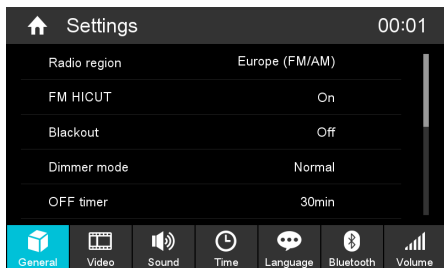 Settings 00:01
Radio region Europe (FM/AM)
FM HICUT On
Blackout Off
Dimmer mode Normal
OFF timer 30min
General Video Sound Time Language Bluetooth Volume